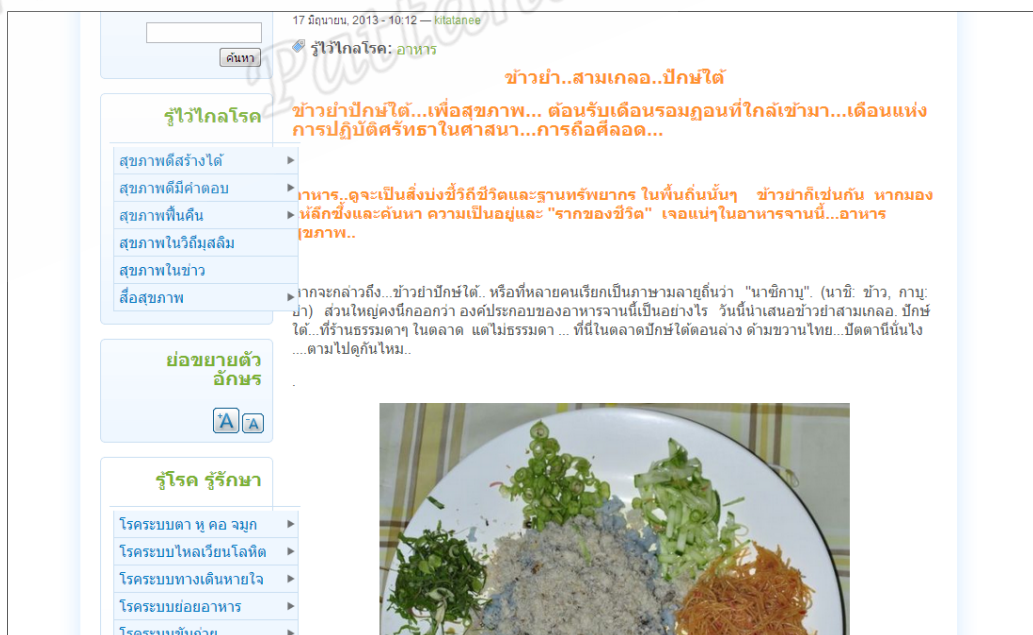 Pattani
17 มิถุนายน, 2013 - 10:12 — kitatanee
รู้ไว้ไกลโรค: อาหาร
ค้นหา
ข้าวยำ..สามเกลอ..ปักษ์ใต้
ข้าวยำปักษ์ใต้...เพื่อสุขภาพ... ต้อนรับเดือนรอมฎอนที่ใกล้เข้ามา...เดือนแห่ง
การปฏิบัติศรัทธาในศาสนา...การถือศีลอด...
รู้ไว้ไกลโรค
สุขภาพดีสร้างได้
สุขภาพดีมีคำตอบ
สุขภาพฟื้นคืน
สุขภาพในวิถีมุสลิม
สุขภาพในข่าว
สื่อสุขภาพ
อาหาร..ดูจะเป็นสิ่งบ่งชี้วิถีชีวิตและฐานทรัพยากร ในพื้นถิ่นนั้นๆ ข้าวยำก็เช่นกัน หากมอง
ให้ลึกซึ้งและค้นหา ความเป็นอยู่และ "รากของชีวิต" เจอแน่ๆในอาหารจานนี้...อาหาร
สุขภาพ..
หากจะกล่าวถึง...ข้าวยำปักษ์ใต้.. หรือที่หลายคนเรียกเป็นภาษามลายูถิ่นว่า "นาซิกาบู". (นาซิ: ข้าว, กาบู:
ยำ) ส่วนใหญ่คงนึกออกว่า องค์ประกอบของอาหารจานนี้เป็นอย่างไร วันนี้นำเสนอข้าวยำสามเกลอ. ปักษ์
ใต้...ที่ร้านธรรมดาๆ ในตลาด แต่ไม่ธรรมดา ... ที่นี่ในตลาดปักษ์ใต้ตอนล่าง ด้ามขวานไทย...ปัตตานีนั่นไง
....ตามไปดูกันไหม..
.
ย่อขยายตัว
อักษร
+A -A
รู้โรค รู้รักษา
โรคระบบตา หู คอ จมูก
โรคระบบไหลเวียนโลหิต
โรคระบบทางเดินหายใจ
โรคระบบย่อยอาหาร
โรคระบบขับถ่าย